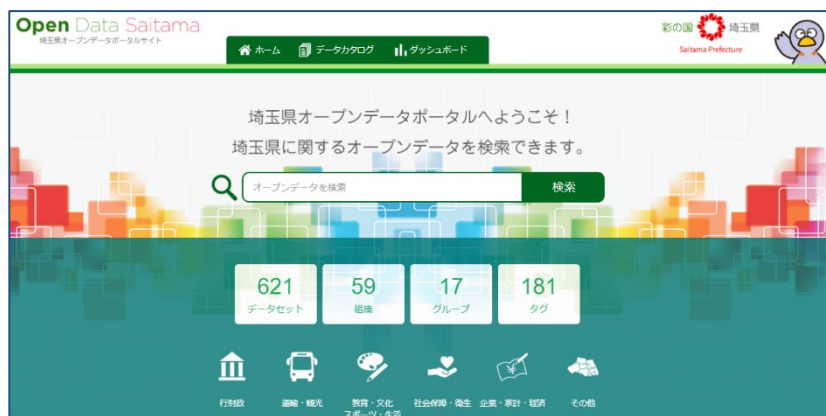 Open Data Saitama
埼玉県オープンデータポータルサイト
ホーム データカタログ ダッシュボード
彩の国 埼玉県
Saitama Prefecture
埼玉県オープンデータポータルへようこそ！
埼玉県に関するオープンデータを検索できます。
オープンデータを検索 検索
621 59 17 181
データセット 組織 グループ タグ
行財政 運輸・観光 教育・文化 社会保障・衛生 企業・家計・経済 その他
スポーツ・生活